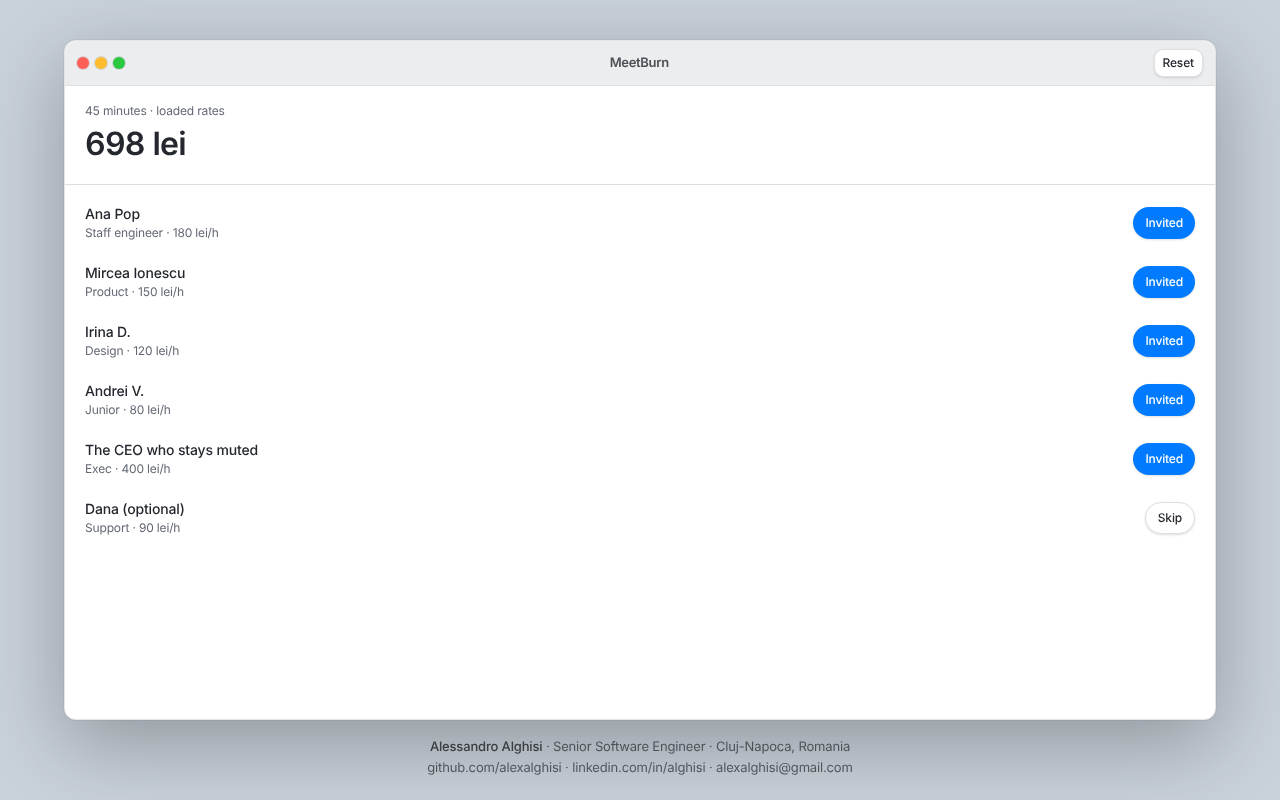 MeetBurn
Reset
45 minutes · loaded rates
698 lei
Ana Pop
Staff engineer · 180 lei/h
Invited
Mircea Ionescu
Product · 150 lei/h
Invited
Irina D.
Design · 120 lei/h
Invited
Andrei V.
Junior · 80 lei/h
Invited
The CEO who stays muted
Exec · 400 lei/h
Invited
Dana (optional)
Support · 90 lei/h
Skip
Alessandro Alghisi · Senior Software Engineer · Cluj-Napoca, Romania
github.com/alexalghisi · linkedin.com/in/alghisi · alexalghisi@gmail.com